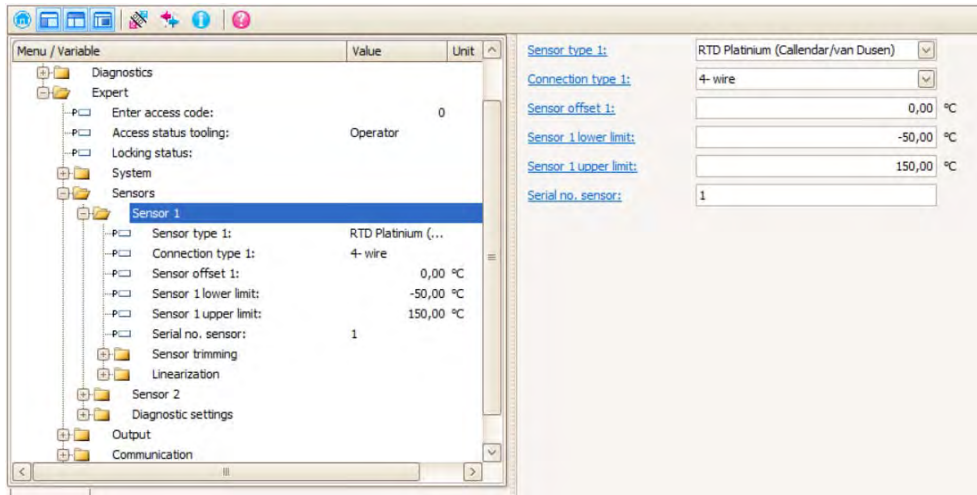 Menu / Variable Value Unit
Diagnostics
Expert
Enter access code: 0
Access status tooling: Operator
Locking status:
System
Sensors
Sensor 1
Sensor type 1: RTD Platinium (...
Connection type 1: 4- wire
Sensor offset 1: 0,00 °C
Sensor 1 lower limit: -50,00 °C
Sensor 1 upper limit: 150,00 °C
Serial no. sensor: 1
Sensor trimming
Linearization
Sensor 2
Diagnostic settings
Output
Communication
Sensor type 1: RTD Platinium (Callendar/van Dusen)
Connection type 1: 4- wire
Sensor offset 1: 0,00 °C
Sensor 1 lower limit: -50,00 °C
Sensor 1 upper limit: 150,00 °C
Serial no. sensor: 1